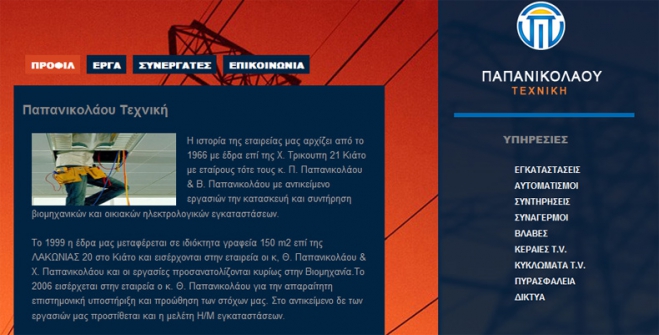 ΠΡΟΦΙΛ ΕΡΓΑ ΣΥΝΕΡΓΑΤΕΣ ΕΠΙΚΟΙΝΩΝΙΑ
Παπανικολάου Τεχνική
Η ιστορία της εταιρείας μας αρχίζει από το
1966 με έδρα επί της Χ. Τρικουπη 21 Κιάτο
με εταίρους τότε τους κ. Π. Παπανικολάου
& Β. Παπανικολάου με αντικείμενο
εργασιών την κατασκευή και συντήρηση
βιομηχανικών και οικιακών ηλεκτρολογικών εγκαταστάσεων.
Το 1999 η έδρα μας μεταφέρεται σε ιδιόκτητα γραφεία 150 m2 επί της
ΛΑΚΩΝΙΑΣ 20 στο Κιάτο και εισέρχονται στην εταιρεία οι κ, Θ. Παπανικολάου &
Χ. Παπανικολάου και οι εργασίες προσανατολίζονται κυρίως στην Βιομηχανία.Το
2006 εισέρχεται στην εταιρεία ο κ. Θ. Παπανικολάου για την απαραίτητη
επιστημονική υποστήριξη και προώθηση των στόχων μας. Στο αντικείμενο δε των
εργασιών μας προστίθεται και η μελέτη Η/Μ εγκαταστάσεων.
ΠΑΠΑΝΙΚΟΛΑΟΥ
ΤΕΧΝΙΚΗ
ΥΠΗΡΕΣΙΕΣ
ΕΓΚΑΤΑΣΤΑΣΕΙΣ
ΑΥΤΟΜΑΤΙΣΜΟΙ
ΣΥΝΤΗΡΗΣΕΙΣ
ΣΥΝΑΓΕΡΜΟΙ
ΒΛΑΒΕΣ
ΚΕΡΑΙΕΣ T.V.
ΚΥΚΛΩΜΑΤΑ T.V.
ΠΥΡΑΣΦΑΛΕΙΑ
ΔΙΚΤΥΑ